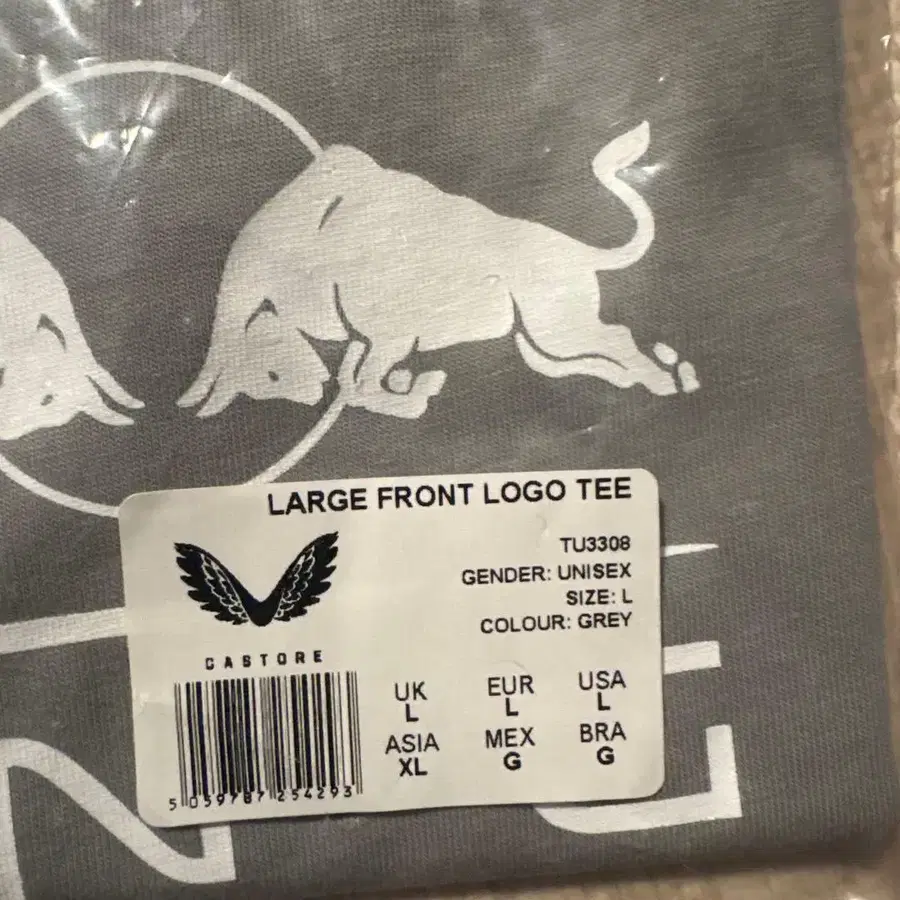 LARGE FRONT LOGO TEE
TU3308
GENDER: UNISEX
SIZE: L
COLOUR: GREY
CASTORE
UK EUR USA
L L L
ASIA MEX BRA
XL G G
5 059787 254293